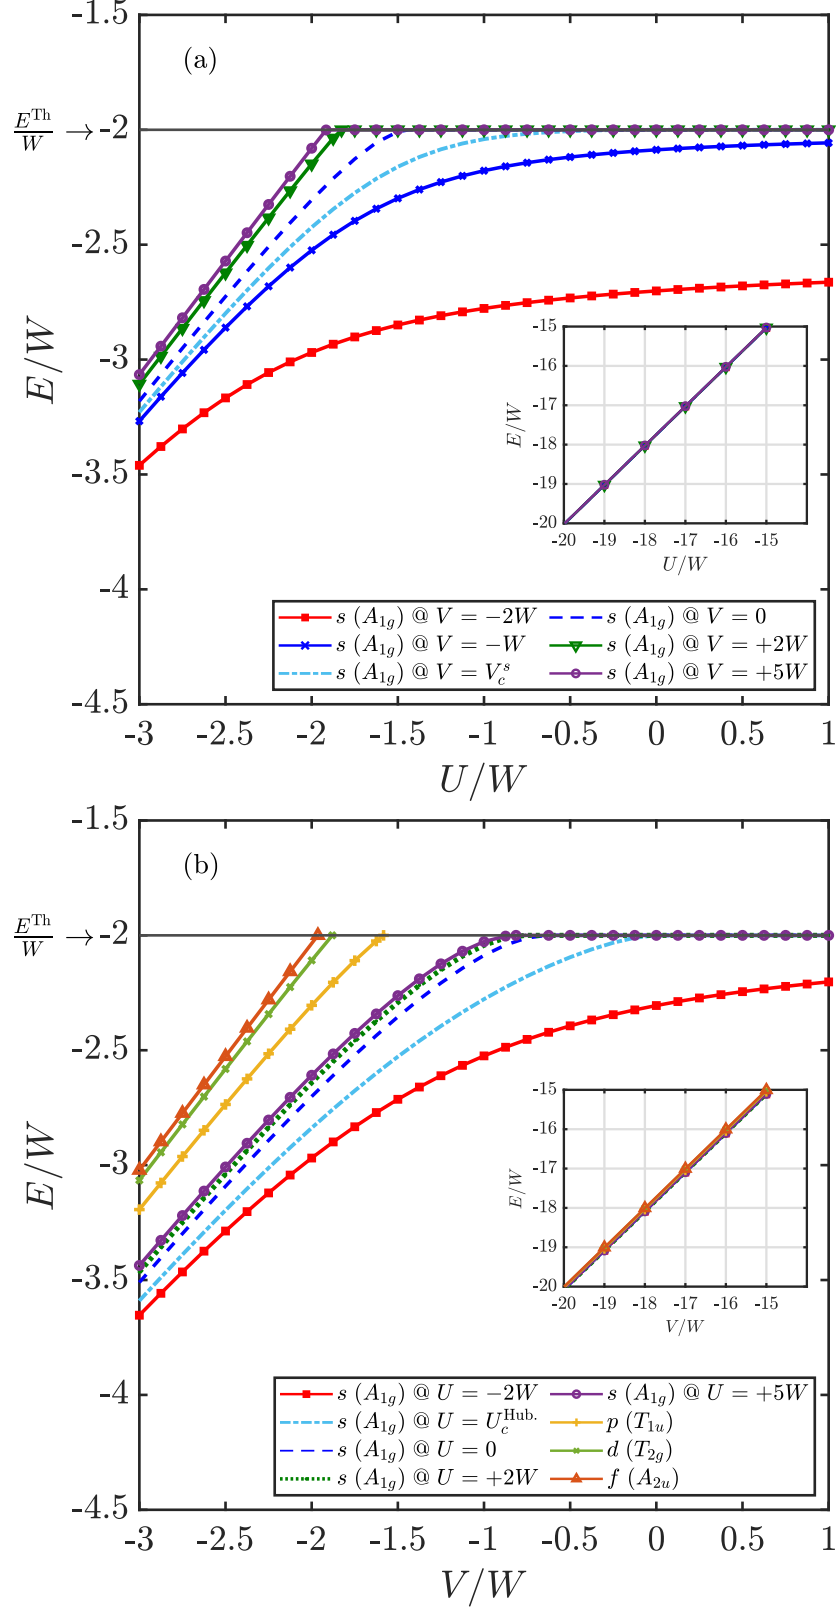 -1.5
(a)
E^Th/W → -2
-2.5
-3
-3.5
-4
-4.5
E/W
-3 -2.5 -2 -1.5 -1 -0.5 0 0.5 1
U/W
-15
-16
-17
-18
-19
-20
E/W
-20 -19 -18 -17 -16 -15
U/W
s (A_1g) @ V = −2W
s (A_1g) @ V = −W
s (A_1g) @ V = V_c^s
s (A_1g) @ V = 0
s (A_1g) @ V = +2W
s (A_1g) @ V = +5W
-1.5
(b)
E^Th/W → -2
-2.5
-3
-3.5
-4
-4.5
E/W
-3 -2.5 -2 -1.5 -1 -0.5 0 0.5 1
V/W
-15
-16
-17
-18
-19
-20
E/W
-20 -19 -18 -17 -16 -15
V/W
s (A_1g) @ U = −2W
s (A_1g) @ U = U_c^Hub.
s (A_1g) @ U = 0
s (A_1g) @ U = +2W
s (A_1g) @ U = +5W
p (T_1u)
d (T_2g)
f (A_2u)